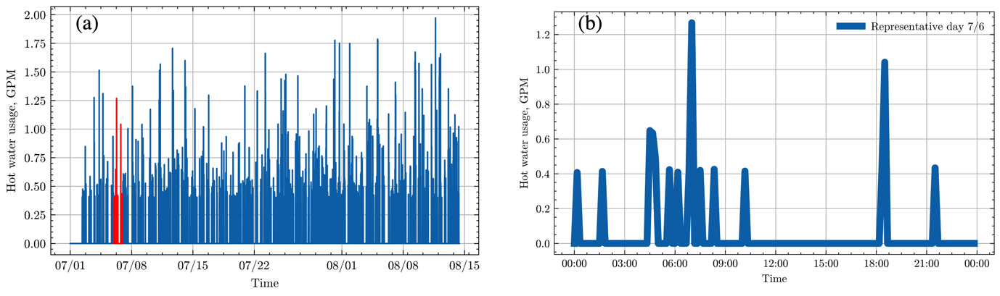 (a)
Hot water usage, GPM
2.00
1.75
1.50
1.25
1.00
0.75
0.50
0.25
0.00
07/01 07/08 07/15 07/22 08/01 08/08 08/15
Time
(b)
Representative day 7/6
Hot water usage, GPM
1.2
1.0
0.8
0.6
0.4
0.2
0.0
00:00 03:00 06:00 09:00 12:00 15:00 18:00 21:00 00:00
Time